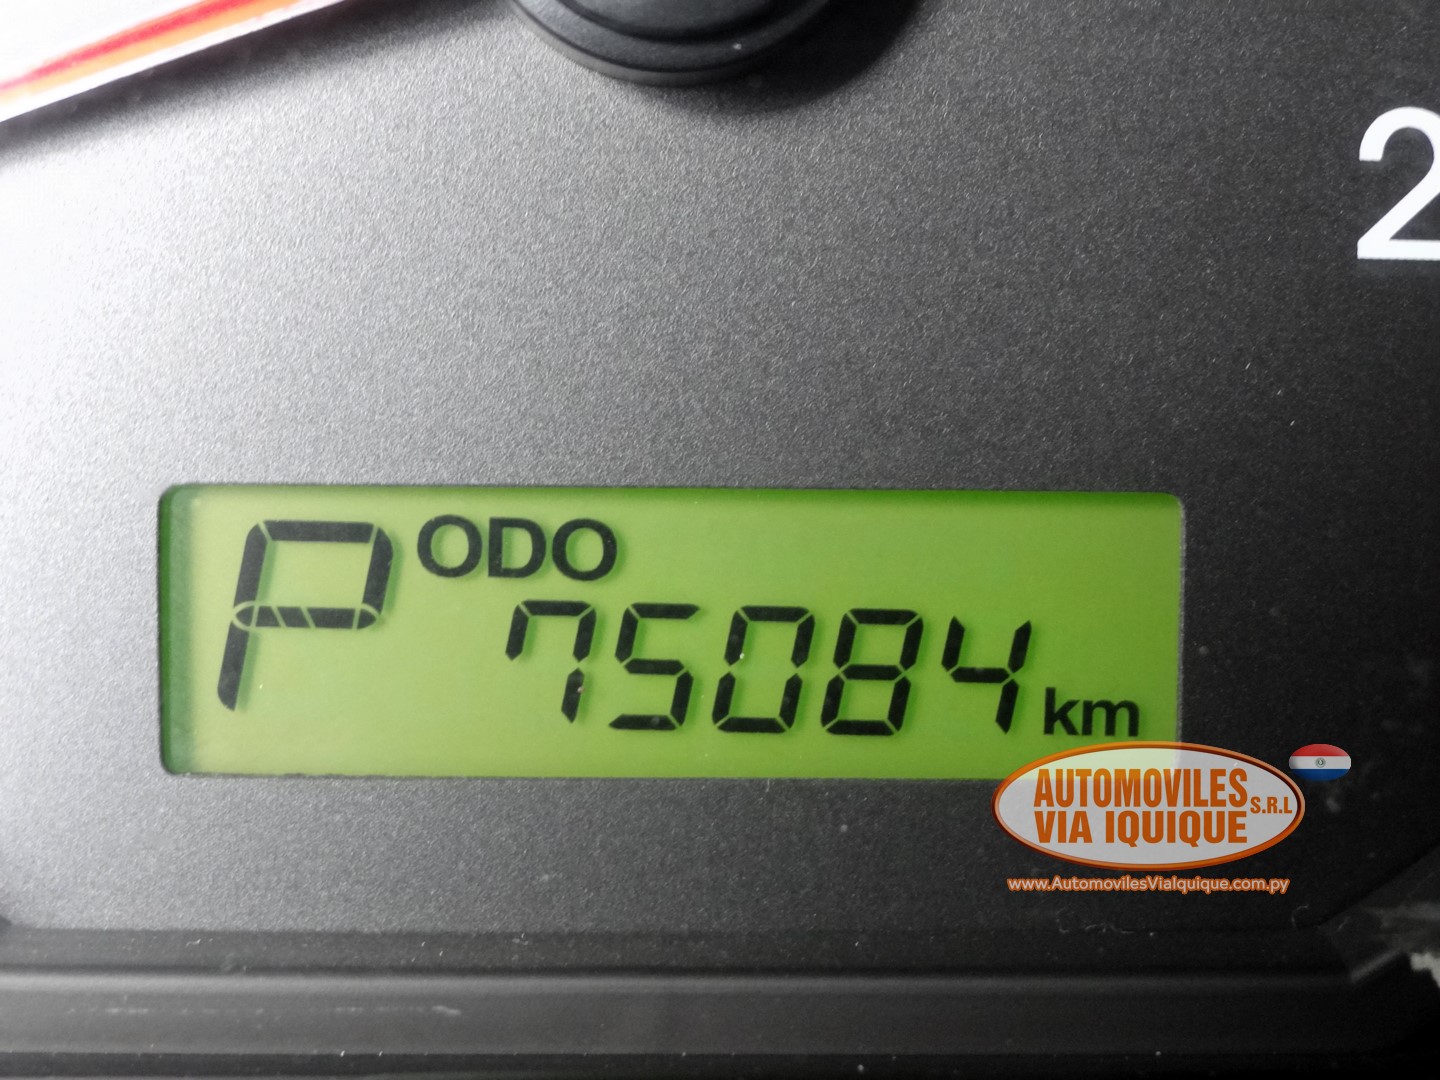 2
P ODO
75084 km
AUTOMOVILES S.R.L
VIA IQUIQUE
www.AutomovilesViaIquique.com.py